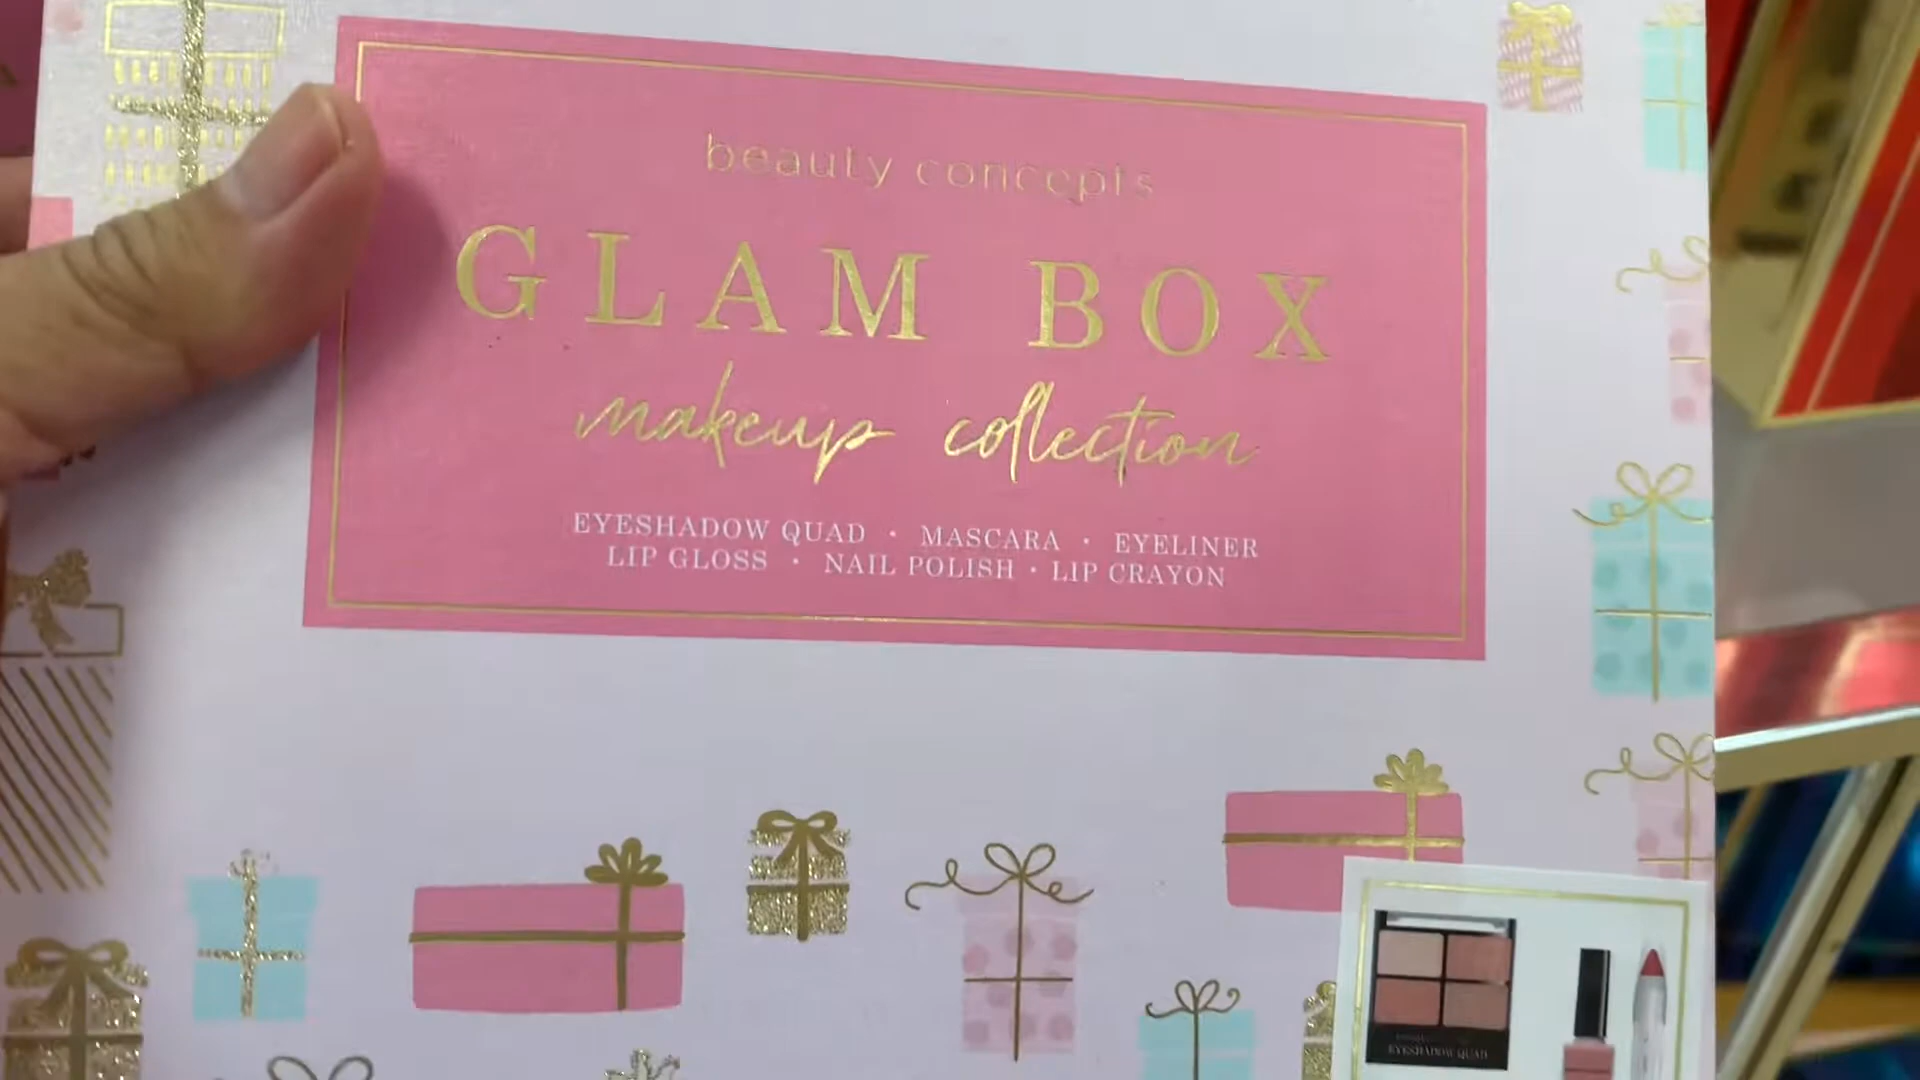 beauty concepts
GLAM BOX
makeup collection
EYESHADOW QUAD • MASCARA • EYELINER
LIP GLOSS • NAIL POLISH • LIP CRAYON
EYESHADOW QUAD